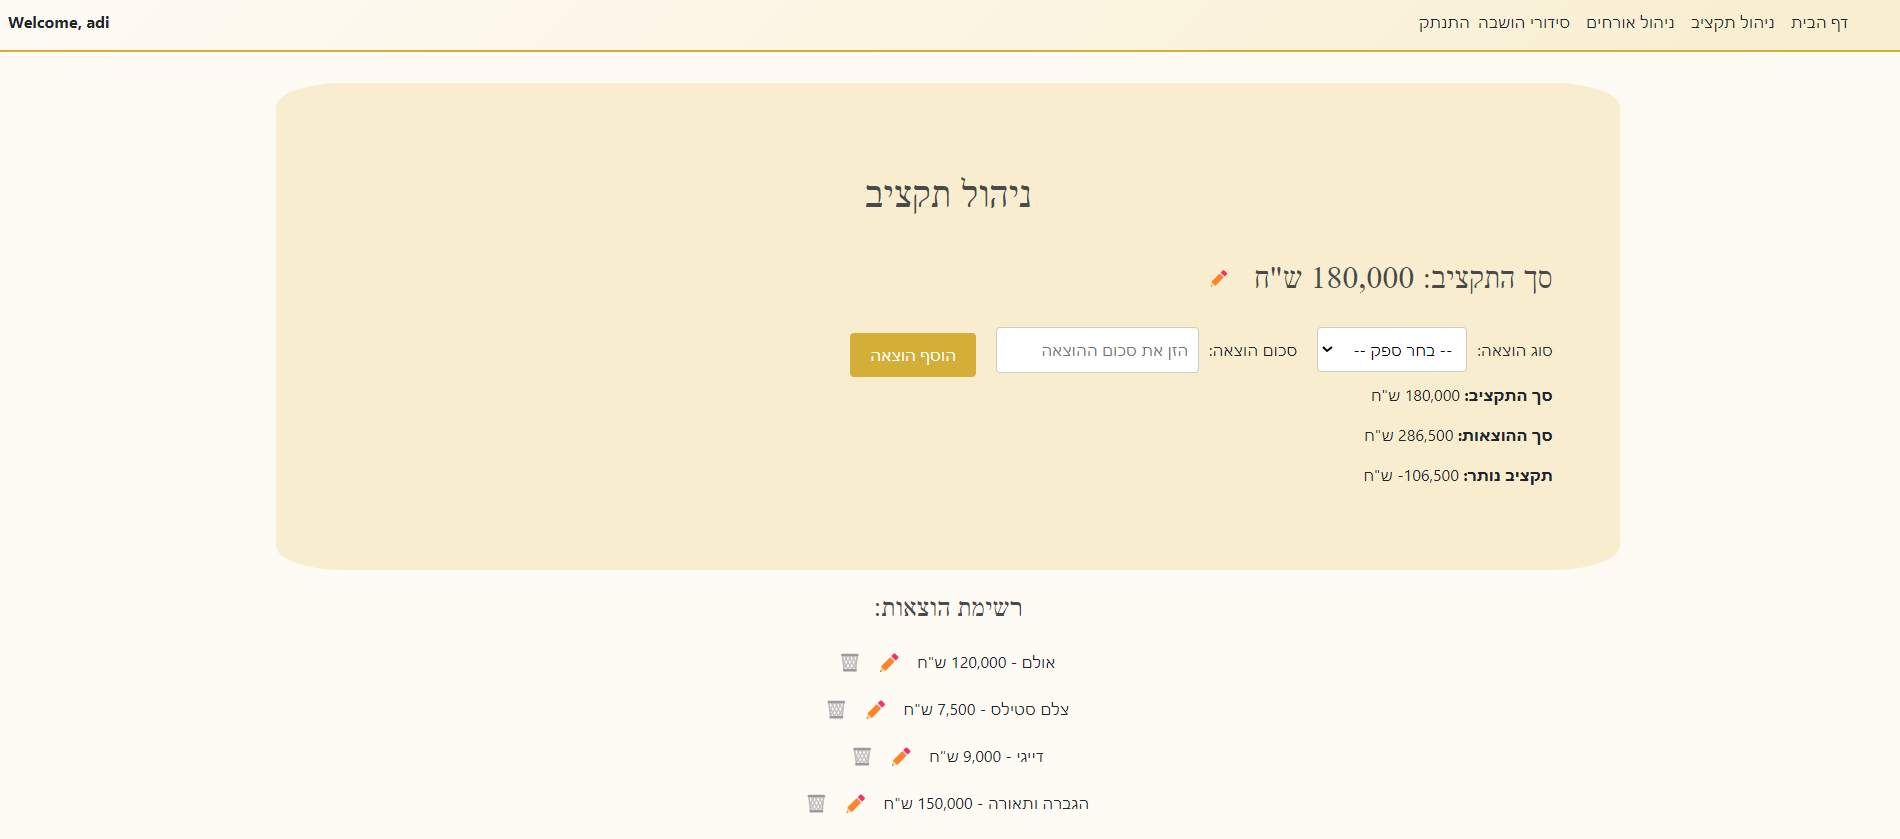 דף הבית ניהול תקציב ניהול אורחים סידורי הושבה התנתק
Welcome, adi
ניהול תקציב
סך התקציב: 180,000 ש"ח
סוג הוצאה: -- בחר ספק -- סכום הוצאה: הזן את סכום ההוצאה הוסף הוצאה
סך התקציב: 180,000 ש"ח
סך ההוצאות: 286,500 ש"ח
תקציב נותר: 106,500- ש"ח
רשימת הוצאות:
אולם - 120,000 ש"ח
צלם סטילס - 7,500 ש"ח
דייגי - 9,000 ש"ח
הגברה ותאורה - 150,000 ש"ח